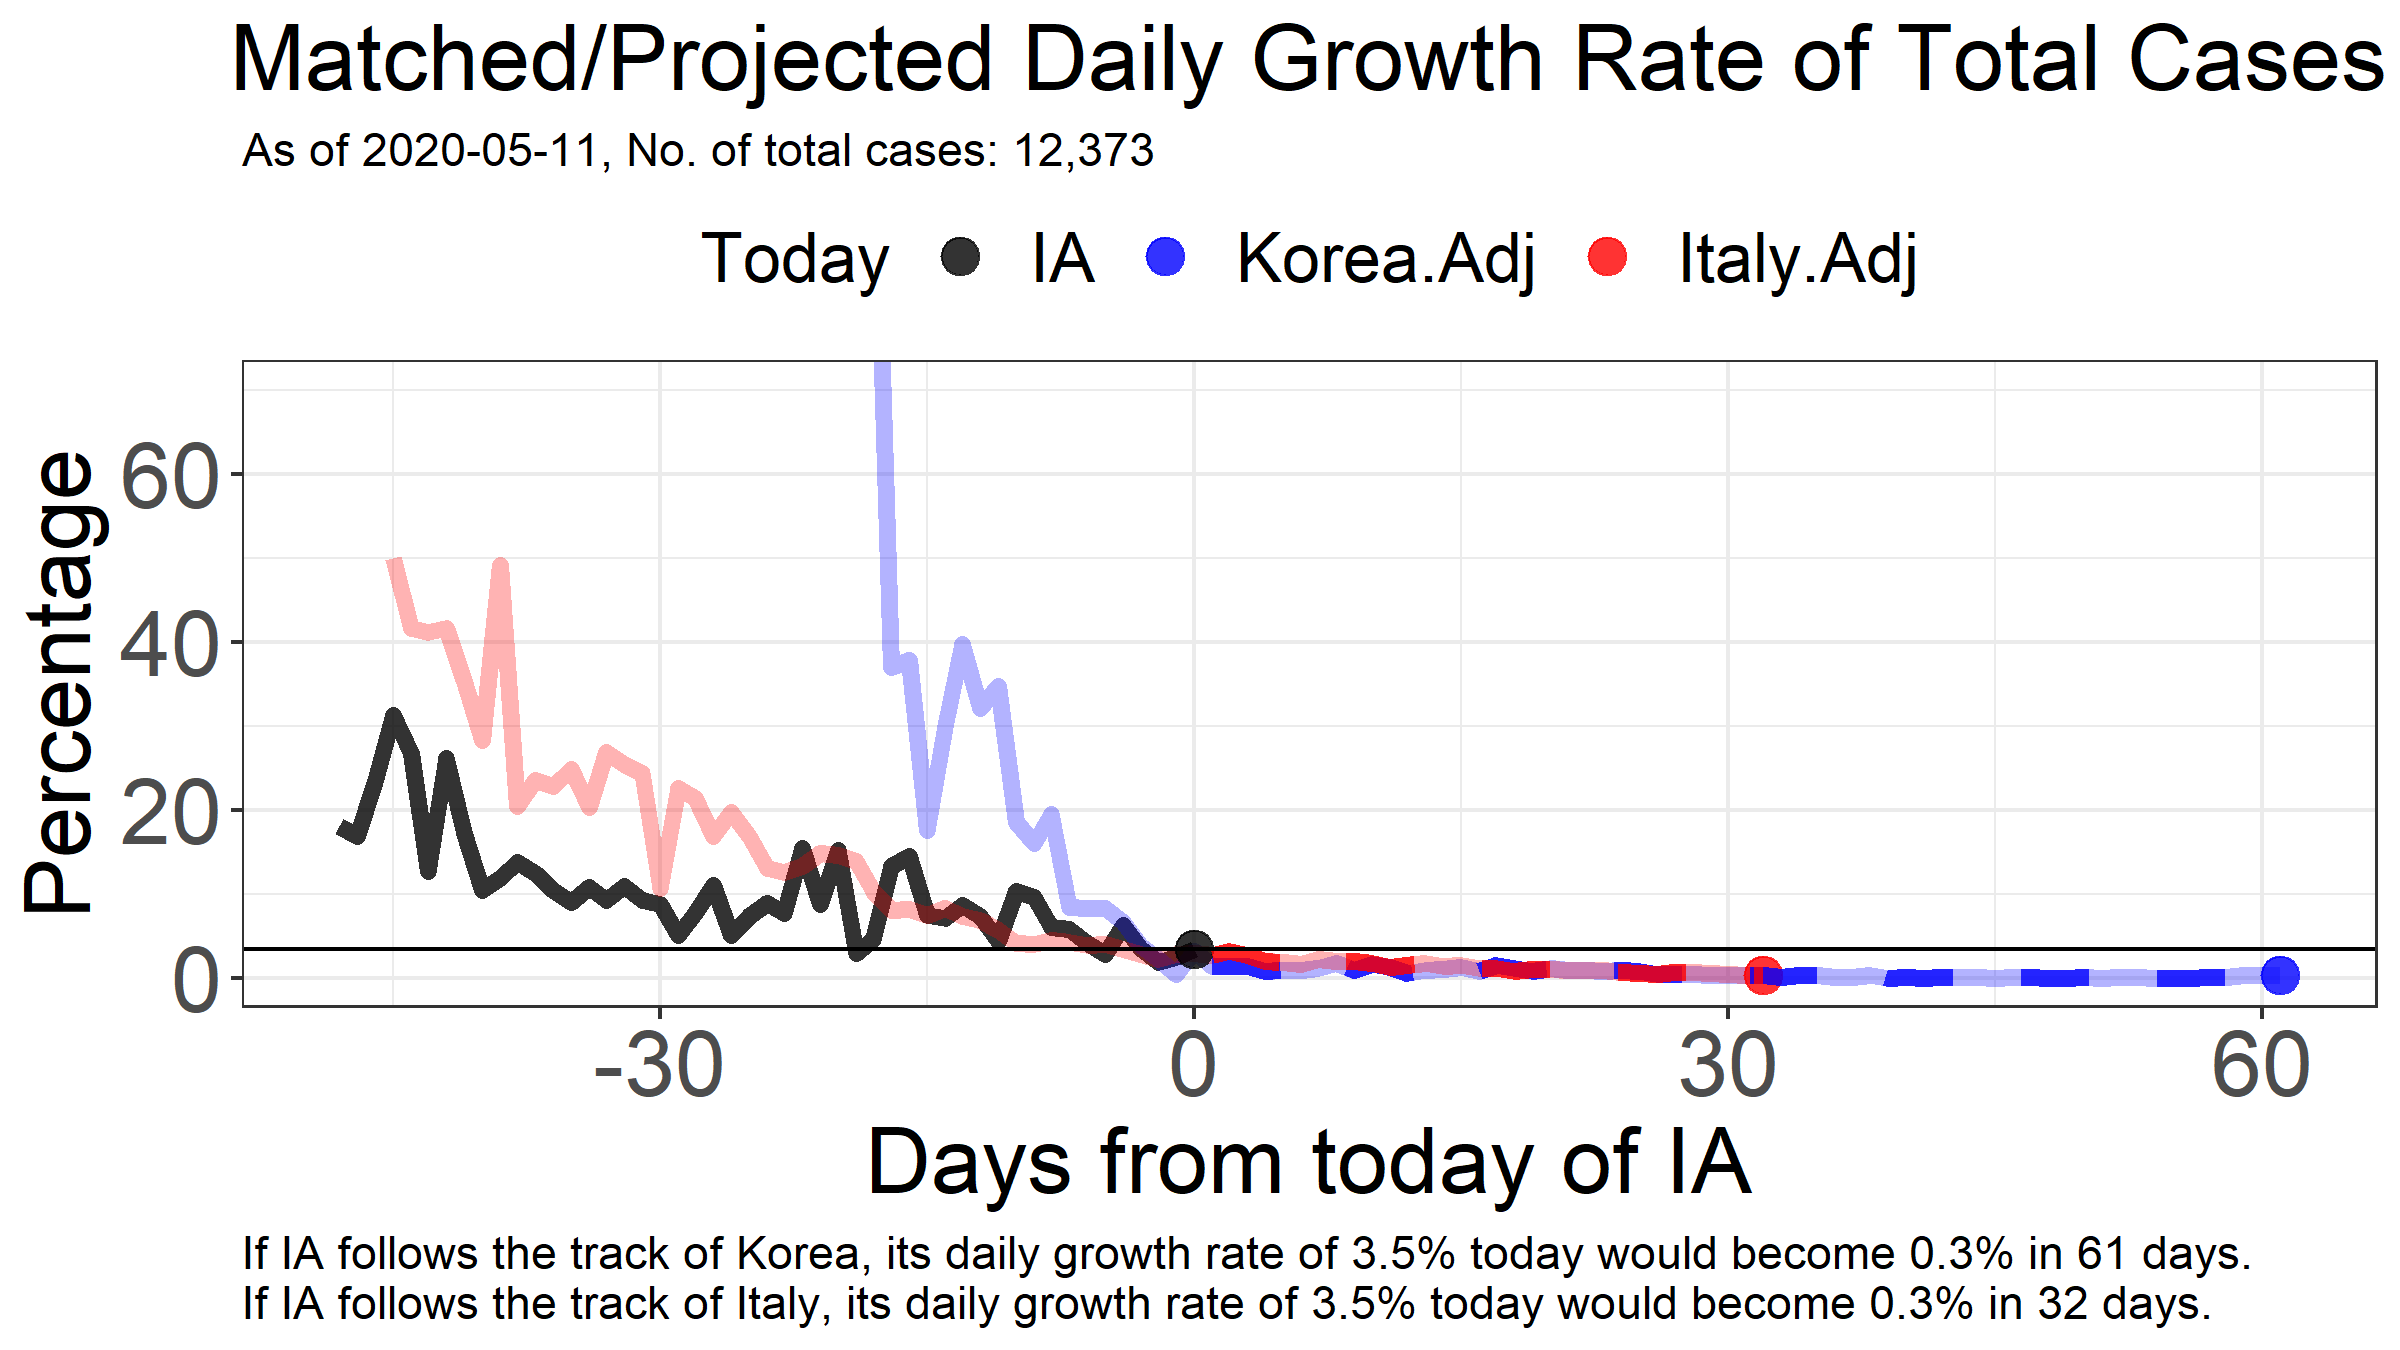 Matched/Projected Daily Growth Rate of Total Cases
As of 2020-05-11, No. of total cases: 12,373
Today IA Korea.Adj Italy.Adj
Percentage
60
40
20
0
-30 0 30 60
Days from today of IA
If IA follows the track of Korea, its daily growth rate of 3.5% today would become 0.3% in 61 days.
If IA follows the track of Italy, its daily growth rate of 3.5% today would become 0.3% in 32 days.